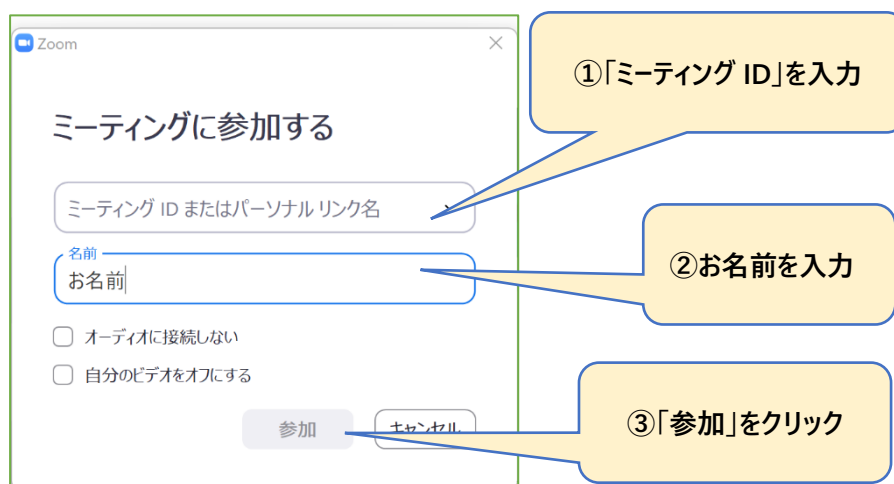 Zoom
①「ミーティング ID」を入力
ミーティングに参加する
ミーティング ID またはパーソナル リンク名
名前
お名前
②お名前を入力
オーディオに接続しない
自分のビデオをオフにする
参加
キャンセル
③「参加」をクリック